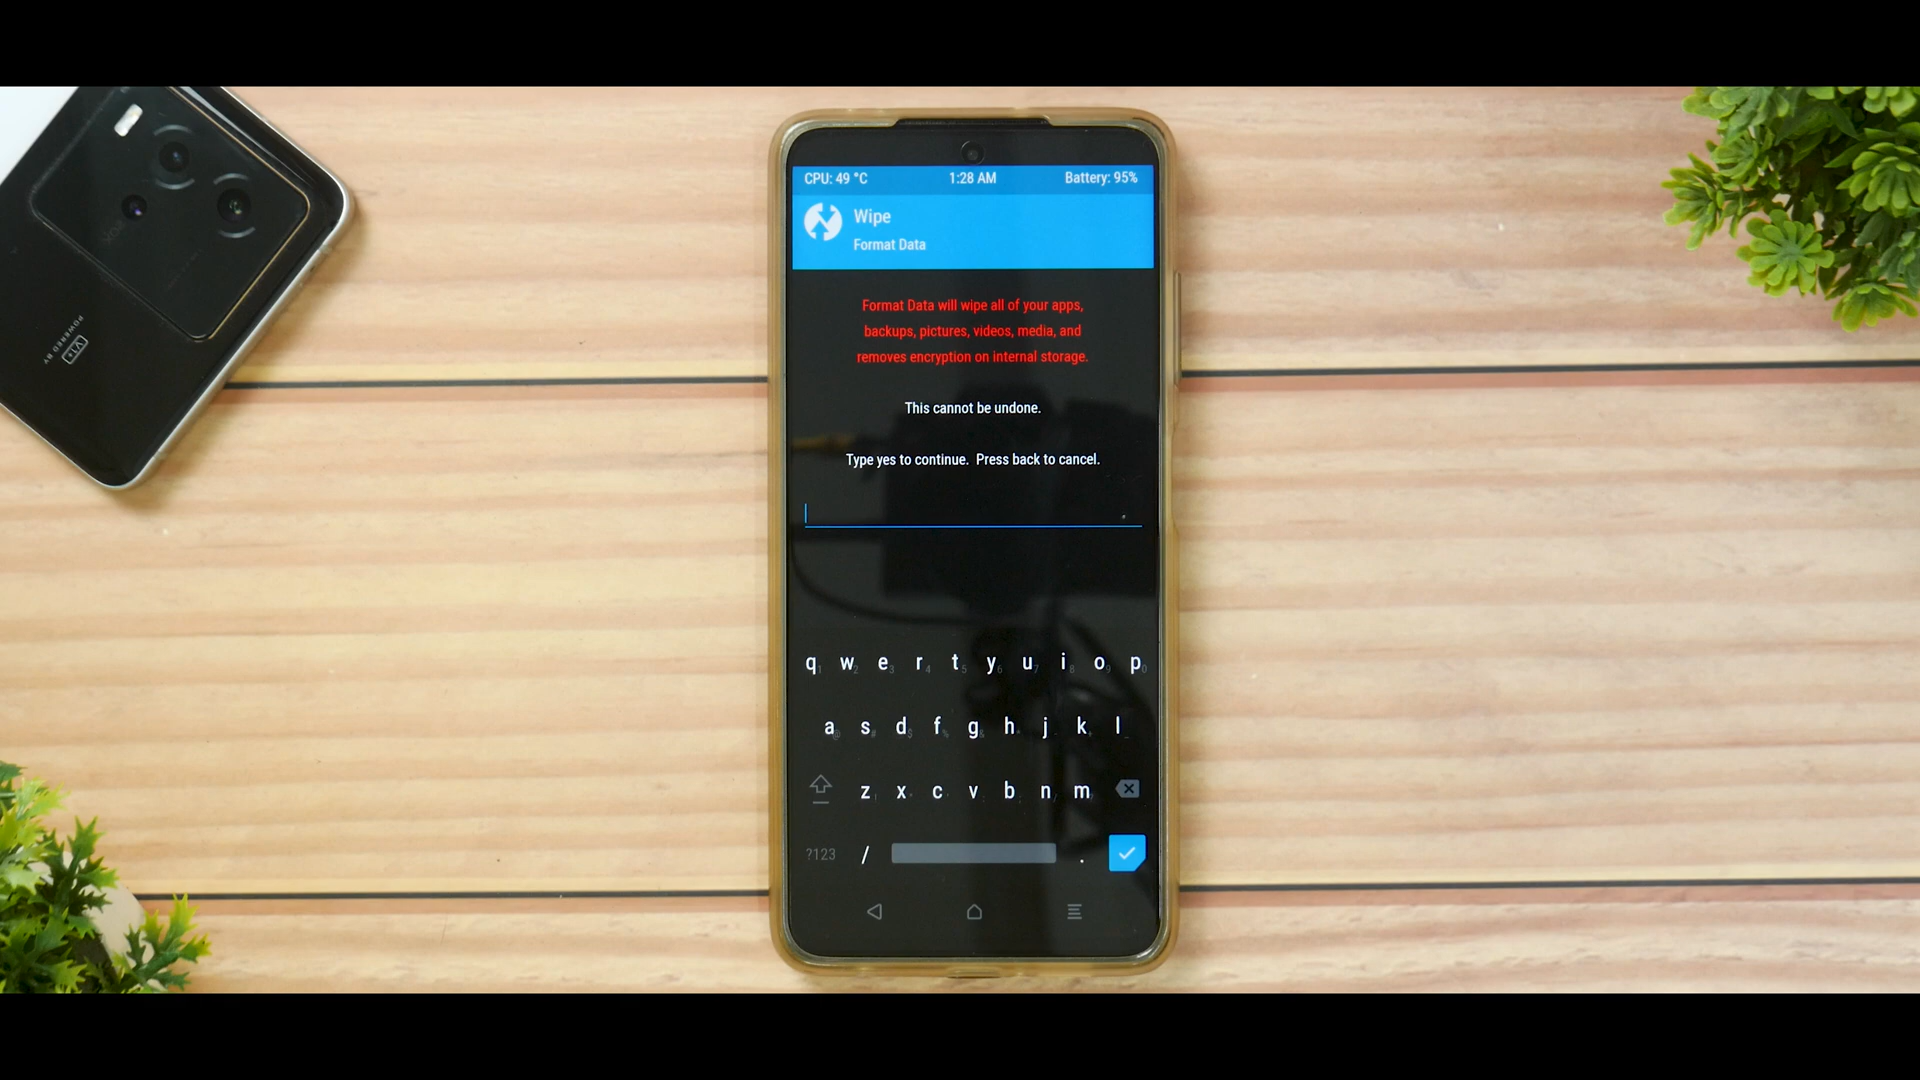 CPU: 49 °C 1:28 AM Battery: 95%
Wipe
Format Data
Format Data will wipe all of your apps,
backups, pictures, videos, media, and
removes encryption on internal storage.
This cannot be undone.
Type yes to continue. Press back to cancel.
q w e r t y u i o p
a s d f g h j k l
z x c v b n m
?123 / .
POWERED BY